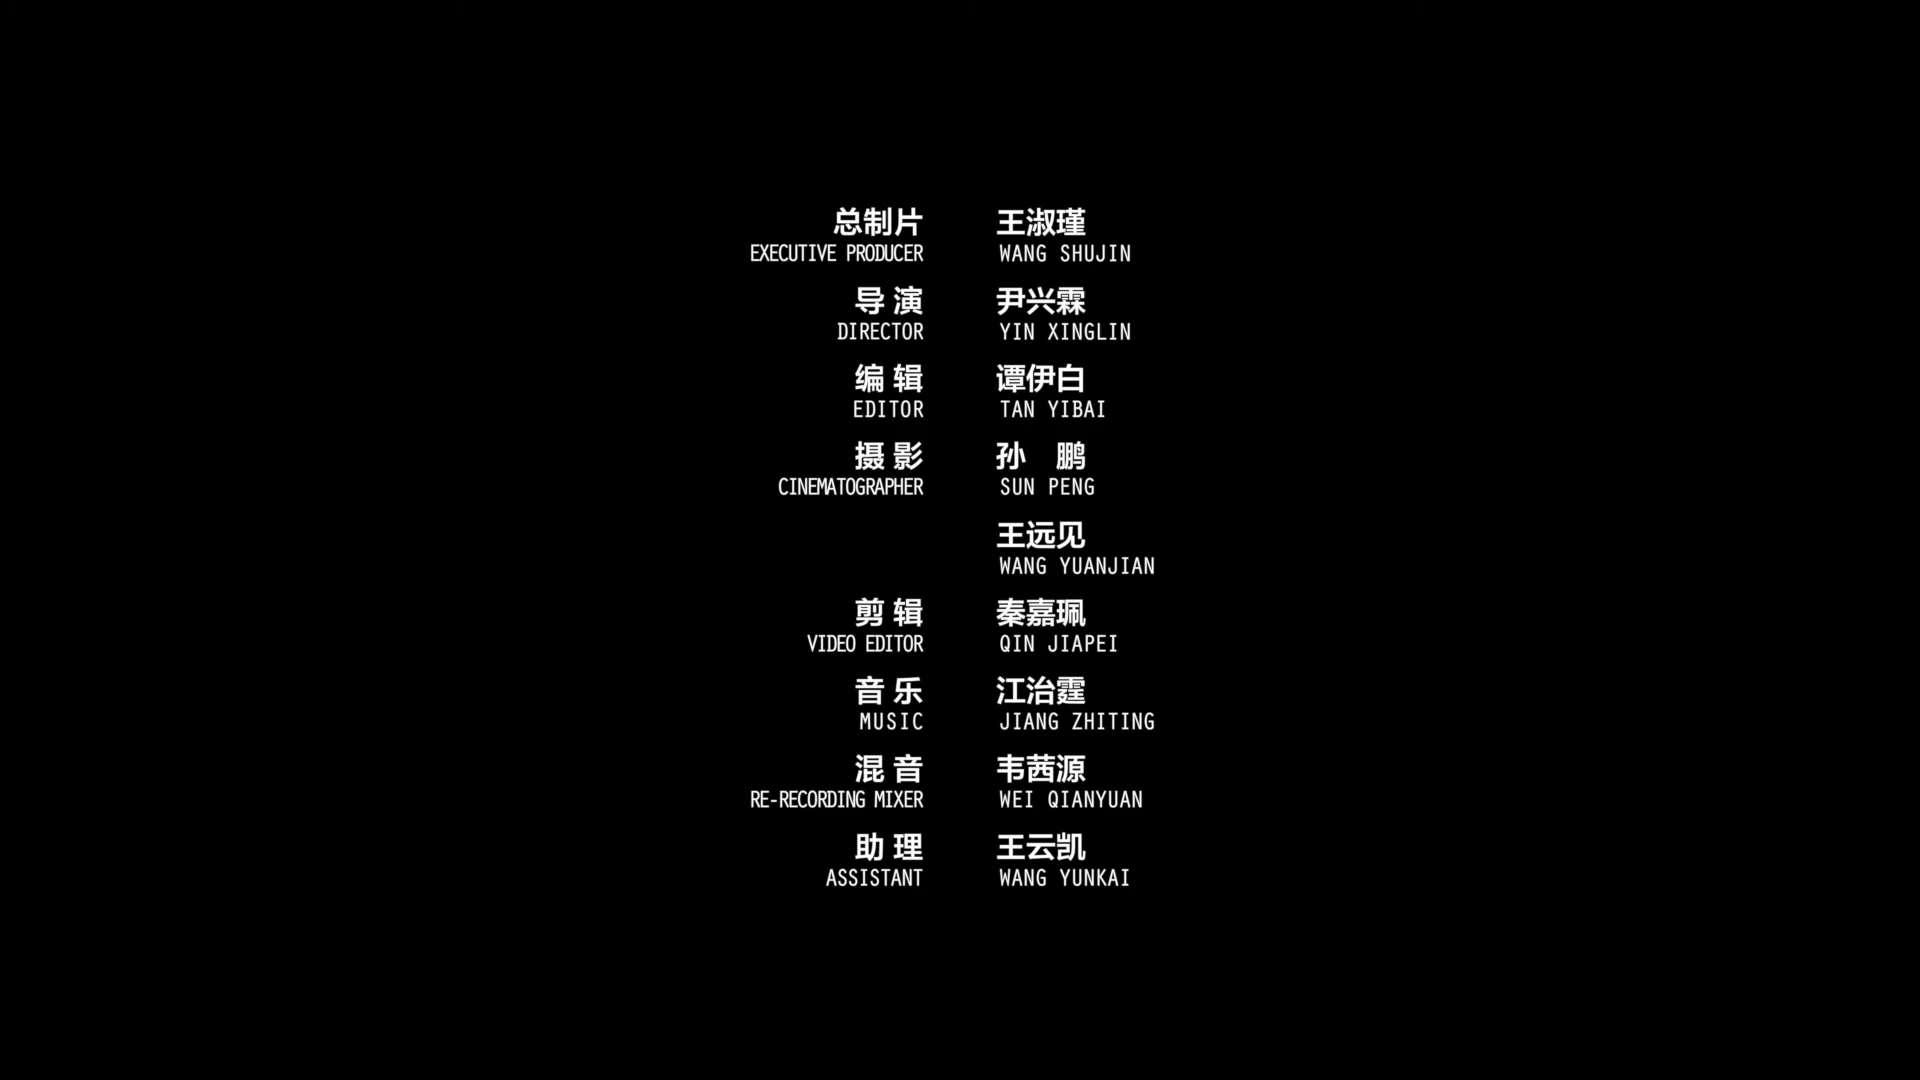 总制片 王淑瑾
EXECUTIVE PRODUCER WANG SHUJIN
导 演 尹兴霖
DIRECTOR YIN XINGLIN
编 辑 谭伊白
EDITOR TAN YIBAI
摄 影 孙　鹏
CINEMATOGRAPHER SUN PENG
王远见
WANG YUANJIAN
剪 辑 秦嘉珮
VIDEO EDITOR QIN JIAPEI
音 乐 江治霆
MUSIC JIANG ZHITING
混 音 韦茜源
RE-RECORDING MIXER WEI QIANYUAN
助 理 王云凯
ASSISTANT WANG YUNKAI